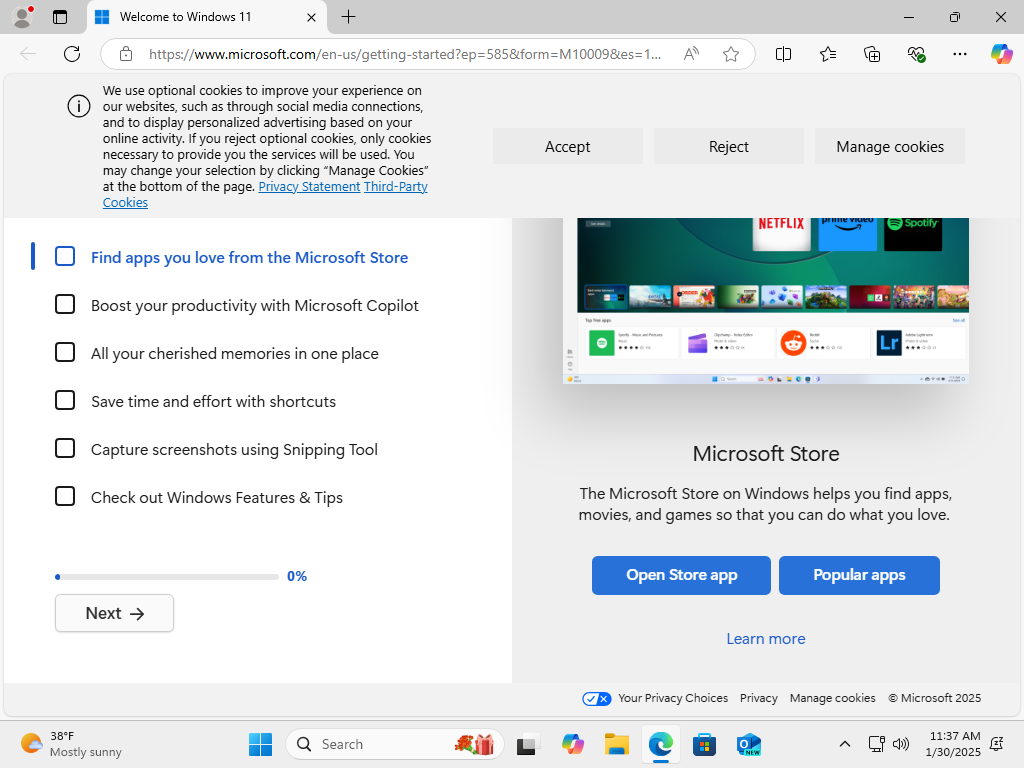 Welcome to Windows 11
https://www.microsoft.com/en-us/getting-started?ep=585&form=M10009&es=1...
We use optional cookies to improve your experience on
our websites, such as through social media connections,
and to display personalized advertising based on your
online activity. If you reject optional cookies, only cookies
necessary to provide you the services will be used. You
may change your selection by clicking “Manage Cookies”
at the bottom of the page. Privacy Statement Third-Party
Cookies
Accept
Reject
Manage cookies
Find apps you love from the Microsoft Store
Boost your productivity with Microsoft Copilot
All your cherished memories in one place
Save time and effort with shortcuts
Capture screenshots using Snipping Tool
Check out Windows Features & Tips
0%
Next
NETFLIX
prime video
Spotify
Top free apps
See all
Lr
Microsoft Store
The Microsoft Store on Windows helps you find apps,
movies, and games so that you can do what you love.
Open Store app
Popular apps
Learn more
Your Privacy Choices
Privacy
Manage cookies
© Microsoft 2025
38°F
Mostly sunny
Search
NEW
11:37 AM
1/30/2025